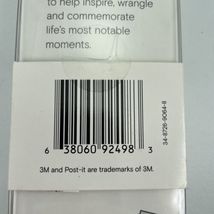 to help inspire, wrangle
and commemorate
life's most notable
moments.
6 38060 92498 3
3M and Post-it are trademarks of 3M.
34-8726-9064-8